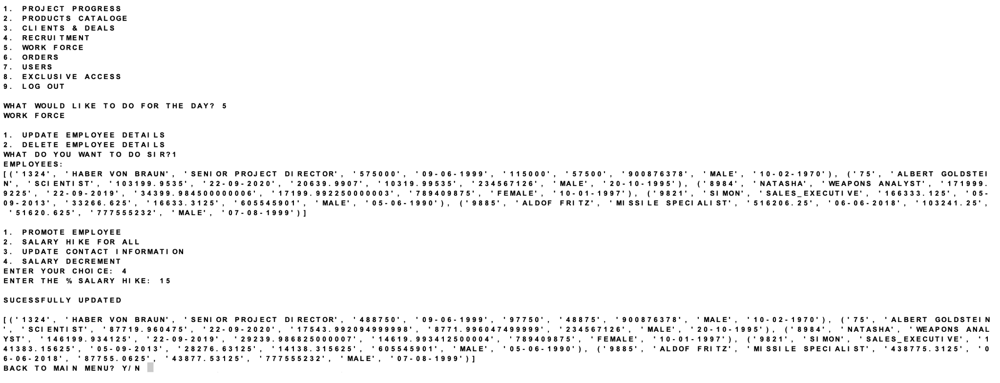 1. PROJECT PROGRESS
2. PRODUCTS CATALOGE
3. CLIENTS & DEALS
4. RECRUITMENT
5. WORK FORCE
6. ORDERS
7. USERS
8. EXCLUSIVE ACCESS
9. LOG OUT
WHAT WOULD LIKE TO DO FOR THE DAY? 5
WORK FORCE
1. UPDATE EMPLOYEE DETAILS
2. DELETE EMPLOYEE DETAILS
WHAT DO YOU WANT TO DO SIR?1
EMPLOYEES:
[('1324', 'HABER VON BRAUN', 'SENIOR PROJECT DIRECTOR', '575000', '09-06-1999', '115000', '57500', '900876378', 'MALE', '10-02-1970'), ('75', 'ALBERT GOLDSTEI
N', 'SCIENTIST', '103199.9535', '22-09-2020', '20639.9907', '10319.99535', '234567126', 'MALE', '20-10-1995'), ('8984', 'NATASHA', 'WEAPONS ANALYST', '171999.
9225', '22-09-2019', '34399.984500000006', '17199.992250000003', '789409875', 'FEMALE', '10-01-1997'), ('9821', 'SIMON', 'SALES_EXECUTIVE', '166333.125', '05-
09-2013', '33266.625', '16633.3125', '605545901', 'MALE', '05-06-1990'), ('9885', 'ALDOF FRITZ', 'MISSILE SPECIALIST', '516206.25', '06-06-2018', '103241.25',
'51620.625', '777555232', 'MALE', '07-08-1999')]
1. PROMOTE EMPLOYEE
2. SALARY HIKE FOR ALL
3. UPDATE CONTACT INFORMATION
4. SALARY DECREMENT
ENTER YOUR CHOICE: 4
ENTER THE % SALARY HIKE: 15
SUCESSFULLY UPDATED
[('1324', 'HABER VON BRAUN', 'SENIOR PROJECT DIRECTOR', '488750', '09-06-1999', '97750', '48875', '900876378', 'MALE', '10-02-1970'), ('75', 'ALBERT GOLDSTEIN
', 'SCIENTIST', '87719.960475', '22-09-2020', '17543.992094999998', '8771.996047499999', '234567126', 'MALE', '20-10-1995'), ('8984', 'NATASHA', 'WEAPONS ANAL
YST', '146199.934125', '22-09-2019', '29239.986825000007', '14619.9934125000​04', '789409875', 'FEMALE', '10-01-1997'), ('9821', 'SIMON', 'SALES_EXECUTIVE', '1
41383.15625', '05-09-2013', '28276.63125', '14138.315625', '605545901', 'MALE', '05-06-1990'), ('9885', 'ALDOF FRITZ', 'MISSILE SPECIALIST', '438775.3125', '0
6-06-2018', '87755.0625', '43877.53125', '777555232', 'MALE', '07-08-1999')]
BACK TO MAIN MENU? Y/N